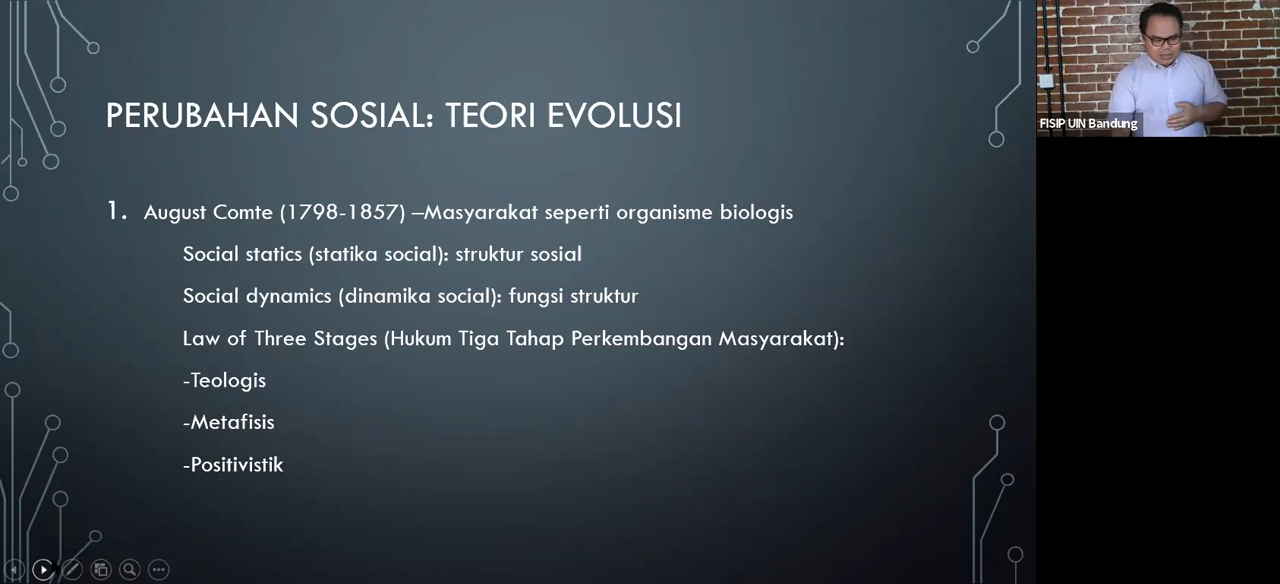 PERUBAHAN SOSIAL: TEORI EVOLUSI
1. August Comte (1798-1857) –Masyarakat seperti organisme biologis
Social statics (statika social): struktur sosial
Social dynamics (dinamika social): fungsi struktur
Law of Three Stages (Hukum Tiga Tahap Perkembangan Masyarakat):
-Teologis
-Metafisis
-Positivistik
FISIP UIN Bandung